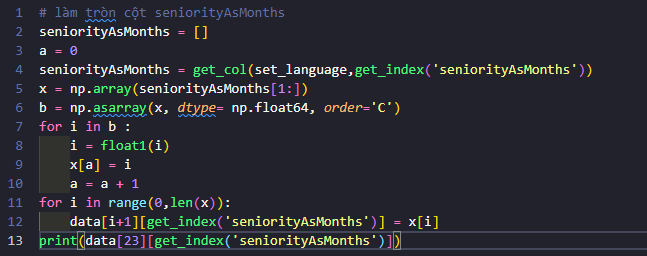 1 # làm tròn cột seniorityAsMonths
2 seniorityAsMonths = []
3 a = 0
4 seniorityAsMonths = get_col(set_language,get_index('seniorityAsMonths'))
5 x = np.array(seniorityAsMonths[1:])
6 b = np.asarray(x, dtype= np.float64, order='C')
7 for i in b :
8     i = float1(i)
9     x[a] = i
10     a = a + 1
11 for i in range(0,len(x)):
12     data[i+1][get_index('seniorityAsMonths')] = x[i]
13 print(data[23][get_index('seniorityAsMonths')])